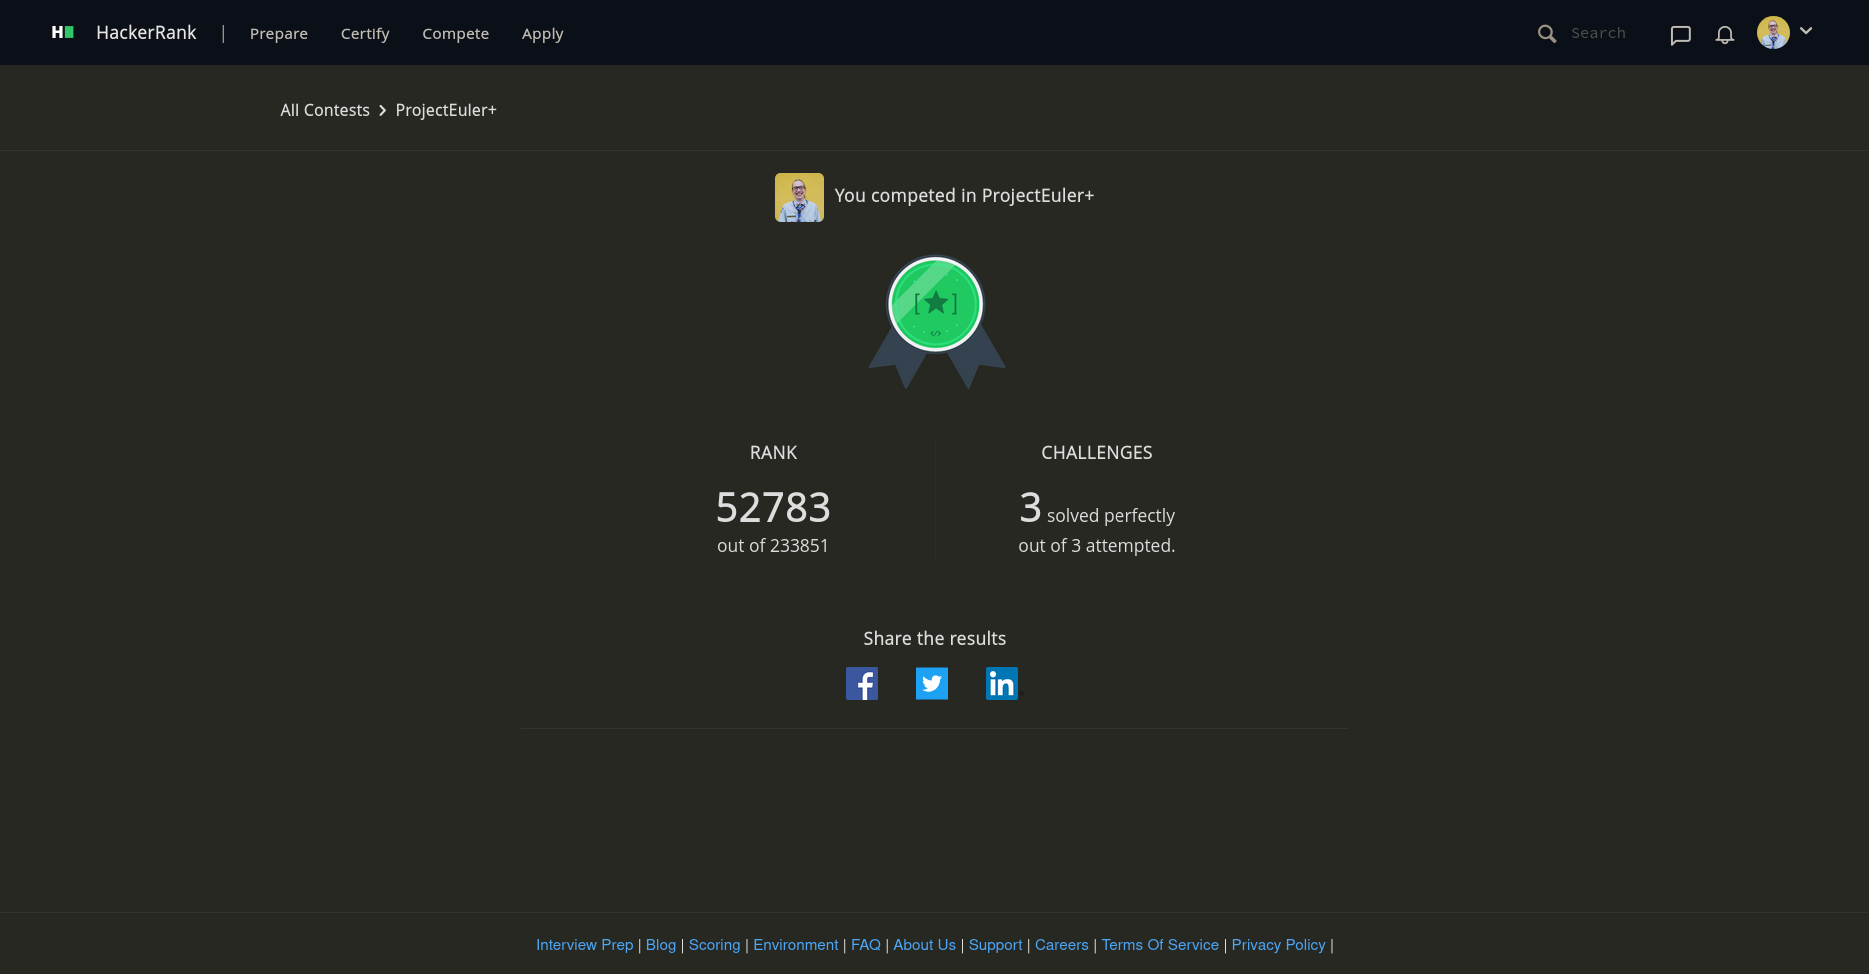 HackerRank | Prepare Certify Compete Apply Search
All Contests > ProjectEuler+
You competed in ProjectEuler+
RANK
52783
out of 233851
CHALLENGES
3 solved perfectly
out of 3 attempted.
Share the results
Interview Prep | Blog | Scoring | Environment | FAQ | About Us | Support | Careers | Terms Of Service | Privacy Policy |